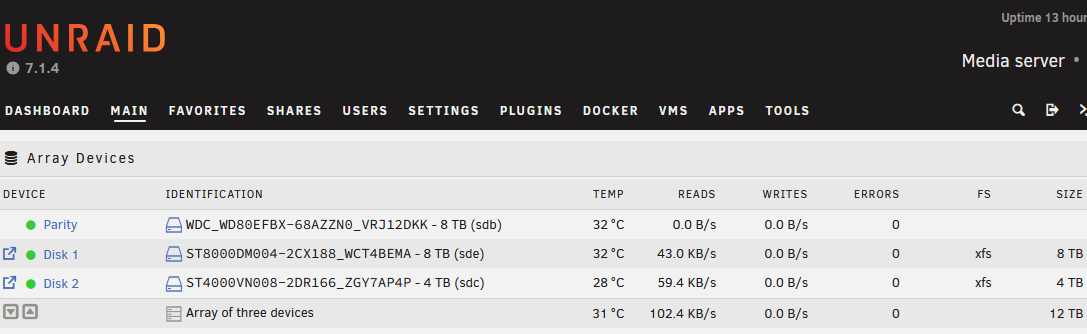 Uptime 13 hour
UNRAID
7.1.4
Media server •
DASHBOARD MAIN FAVORITES SHARES USERS SETTINGS PLUGINS DOCKER VMS APPS TOOLS
Array Devices
DEVICE IDENTIFICATION TEMP READS WRITES ERRORS FS SIZE
Parity WDC_WD80EFBX-68AZZN0_VRJ12DKK - 8 TB (sdb) 32 °C 0.0 B/s 0.0 B/s 0
Disk 1 ST8000DM004-2CX188_WCT4BEMA - 8 TB (sde) 32 °C 43.0 KB/s 0.0 B/s 0 xfs 8 TB
Disk 2 ST4000VN008-2DR166_ZGY7AP4P - 4 TB (sdc) 28 °C 59.4 KB/s 0.0 B/s 0 xfs 4 TB
Array of three devices 31 °C 102.4 KB/s 0.0 B/s 0 12 TB